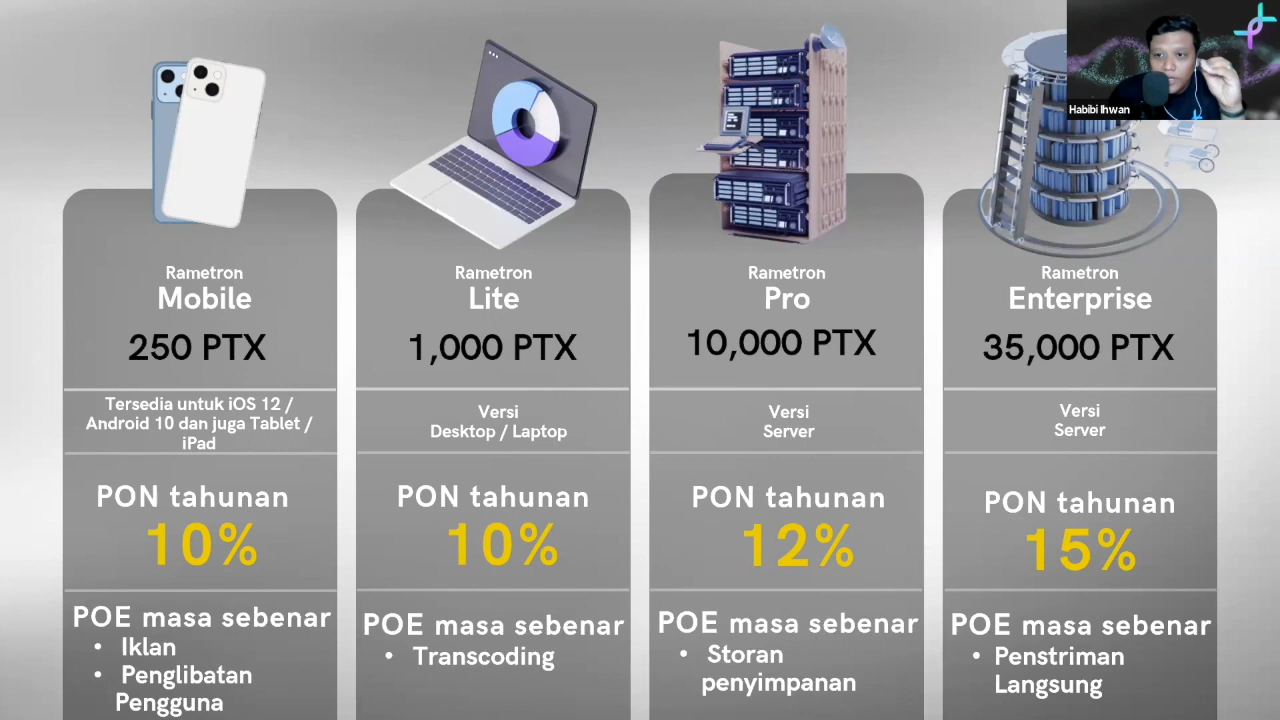 Habibi Ihwan
Rametron
Mobile
250 PTX
Tersedia untuk iOS 12 /
Android 10 dan juga Tablet /
iPad
PON tahunan
10%
POE masa sebenar
• Iklan
• Penglibatan
Pengguna
Rametron
Lite
1,000 PTX
Versi
Desktop / Laptop
PON tahunan
10%
POE masa sebenar
• Transcoding
Rametron
Pro
10,000 PTX
Versi
Server
PON tahunan
12%
POE masa sebenar
• Storan
penyimpanan
Rametron
Enterprise
35,000 PTX
Versi
Server
PON tahunan
15%
POE masa sebenar
• Penstriman
Langsung